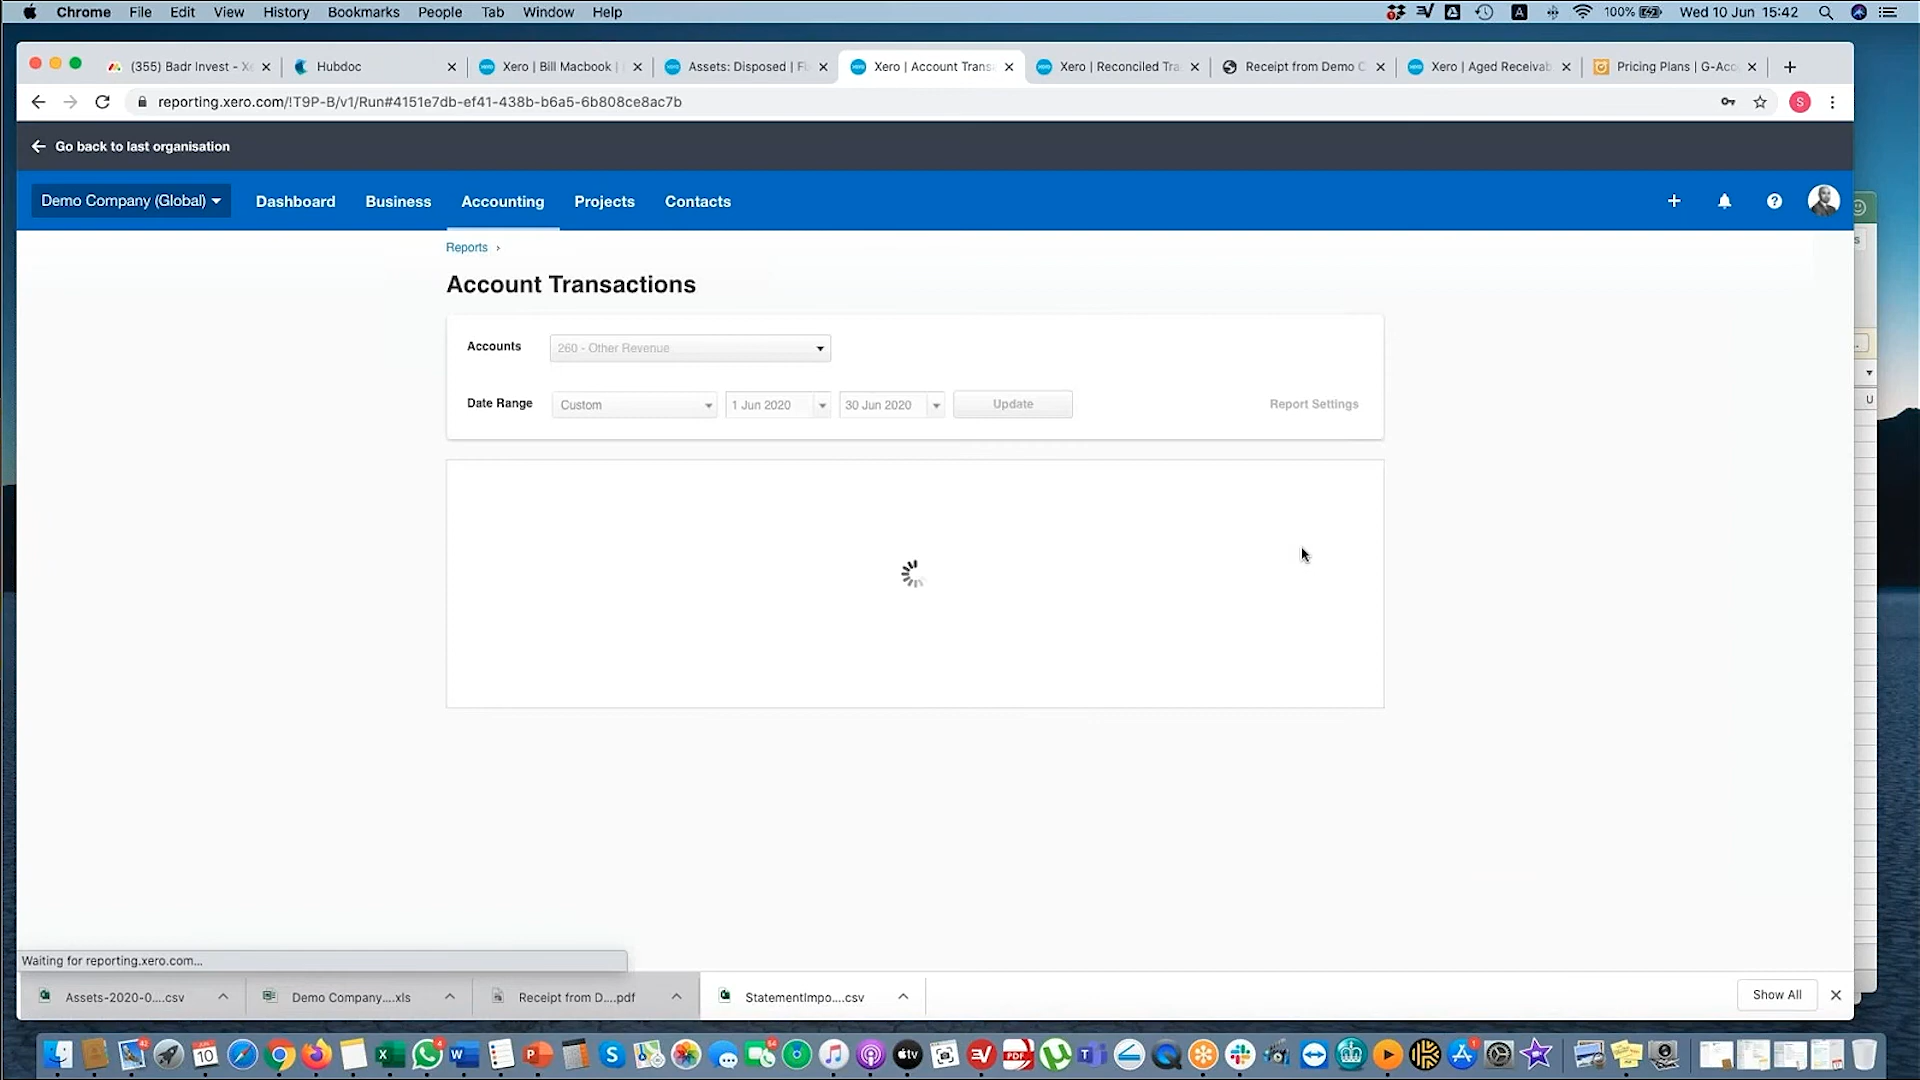 Chrome File Edit View History Bookmarks People Tab Window Help 100% Wed 10 Jun 15:42
(355) Badr Invest - Xe Hubdoc Xero | Bill Macbook | Assets: Disposed | Fi Xero | Account Trans Xero | Reconciled Tra Receipt from Demo C Xero | Aged Receivab Pricing Plans | G-Acc
reporting.xero.com/!T9P-B/v1/Run#4151e7db-ef41-438b-b6a5-6b808ce8ac7b S
Go back to last organisation
Demo Company (Global) Dashboard Business Accounting Projects Contacts
Reports ›
Account Transactions
Accounts 260 - Other Revenue
Date Range Custom 1 Jun 2020 30 Jun 2020 Update Report Settings
U
Waiting for reporting.xero.com...
Assets-2020-0....csv Demo Company....xls Receipt from D....pdf StatementImpo....csv Show All